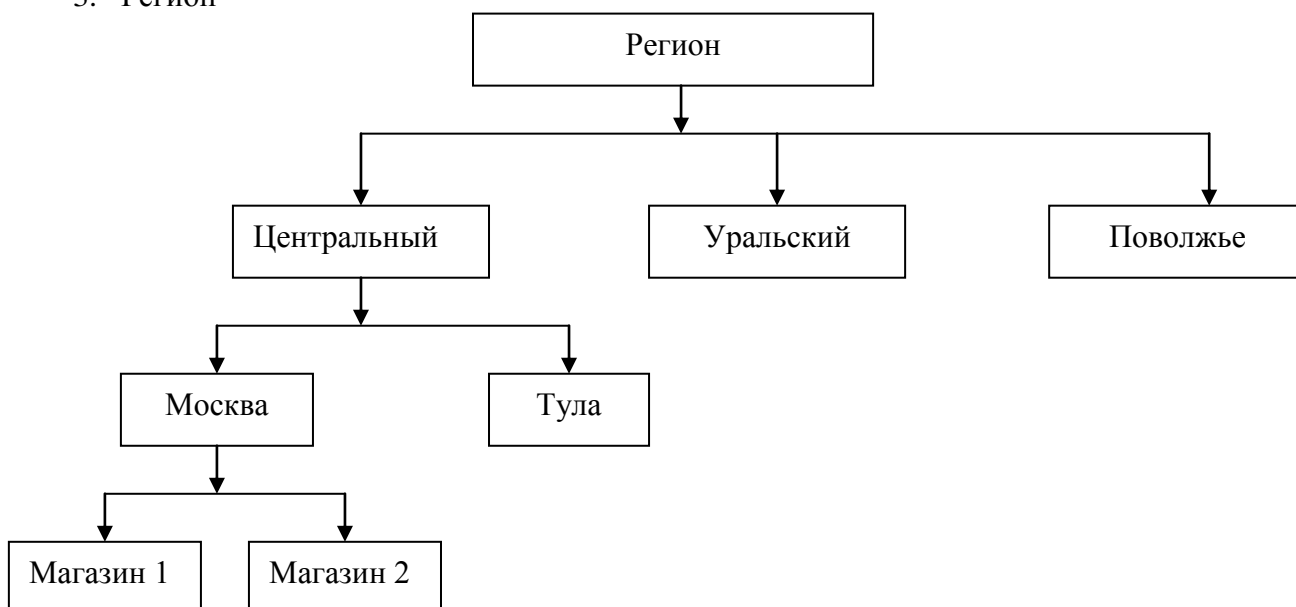 3. Регион
Регион
Центральный
Уральский
Поволжье
Москва
Тула
Магазин 1
Магазин 2